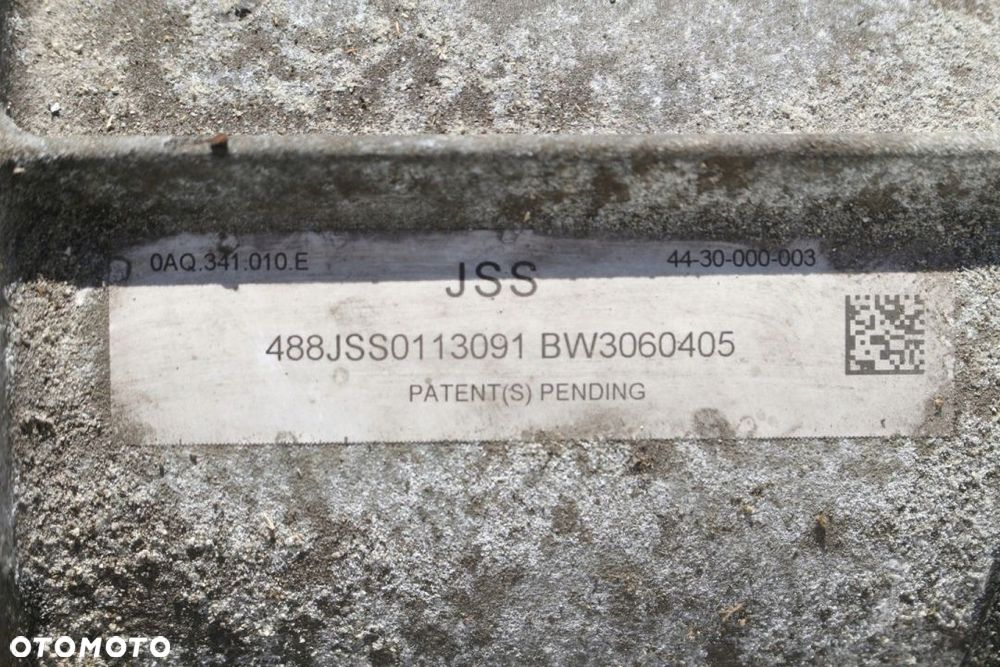 0AQ.341.010.E
JSS
44-30-000-003
488JSS0113091 BW3060405
PATENT(S) PENDING
OTOMOTO